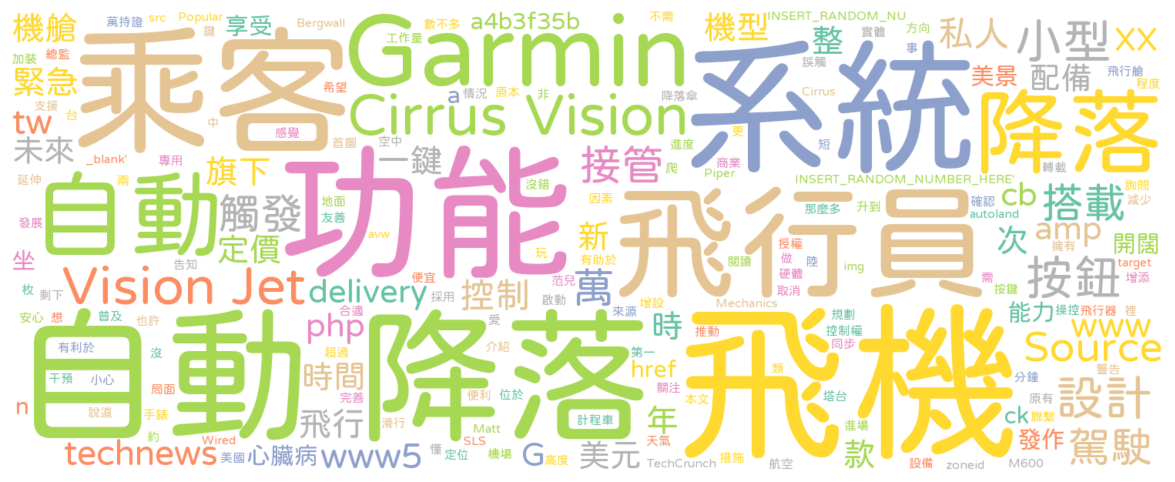 機艙
乘客
Garmin
a4b3f35b
系統
機型
INSERT_RANDOM_NU
私人
小型
xx
緊急
享受
整
美景
配備
tw
Cirrus Vision
降落
未來
旗下
一鍵
接管
自動
觸發
定價
功能
飛行員
新
萬
cb
搭載
次
amp
開闊
坐
Vision Jet
delivery
控制
按鈕
能力
php
時
www
Source
自動降落
飛機
時間
href
年
ck
設計
n
飛行
款
發作
駕駛
technews
心臟病
www5
G
美元
萬持證
src
Popular
鍵
Bergwall
數不多
工作量
不需
方向
實體
事
誤觸
加裝
總監
希望
a
情況
原本
非
降落傘
Cirrus
飛行艙
程度
支援
台
中
感覺
首圖
空中
進度
更
短
_blank'
專用
沒錯
爬
商業
Piper
轉載
延伸
兩
INSERT_RANDOM_NUMBER_HERE'
詢問
減少
發展
地面
友善
因素
那麼多
升到
確認
autoland
擁有
告知
avw
玩
有助於
授權
閱讀
做
陸
硬體
img
需
target
增添
枚
剩下
便宜
採用
范兒
啟動
增設
取消
Mechanics
按鍵
安心
想
普及
也許
合適
愛
來源
規劃
裡
操控
飛行器
有利於
沒
超過
介紹
第一
推動
控制權
同步
干預
小心
局面
完善
便利
位於
關注
類
警告
分鐘
說道
手錶
滑行
計程車
本文
塔台
進場
原有
聯繫
約
Wired
美國
Matt
懂
定位
SLS
機場
高度
天氣
TechCrunch
措施
航空
設備
zoneid
M600